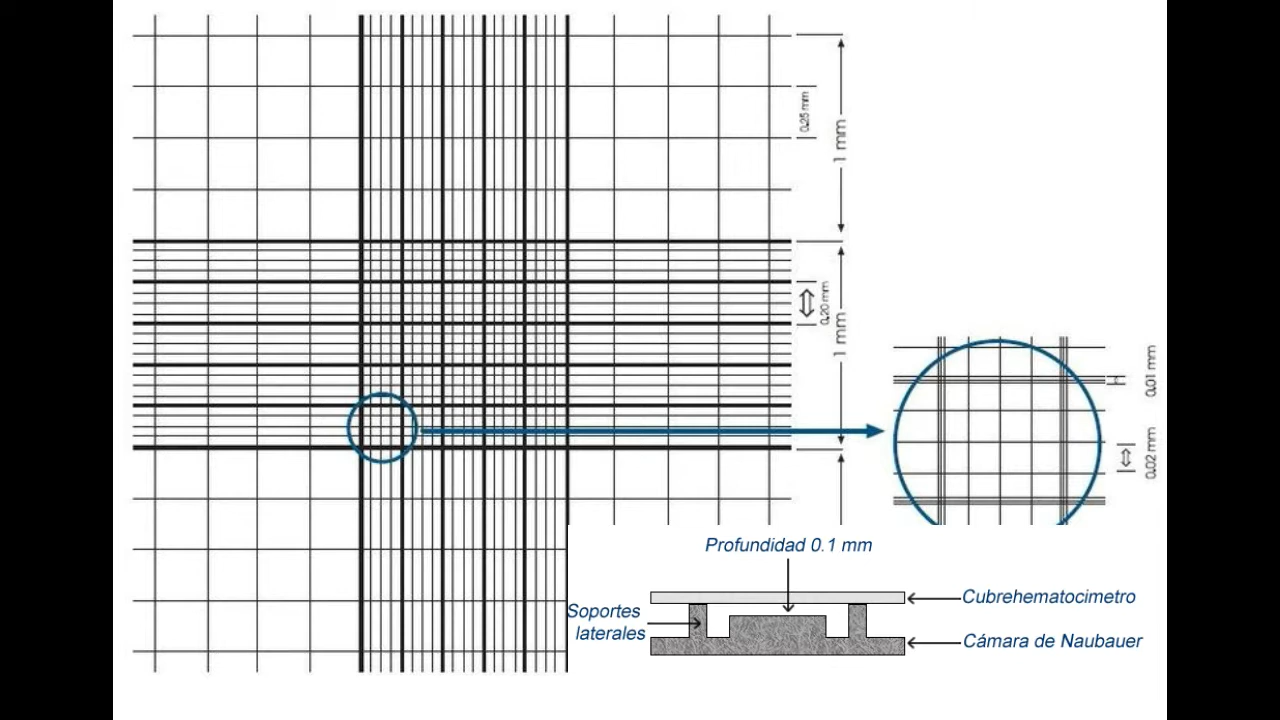 0.25 mm
1 mm
0.20 mm
1 mm
0.01 mm
0.02 mm
Profundidad 0.1 mm
Cubrehematocimetro
Soportes
laterales
Cámara de Naubauer